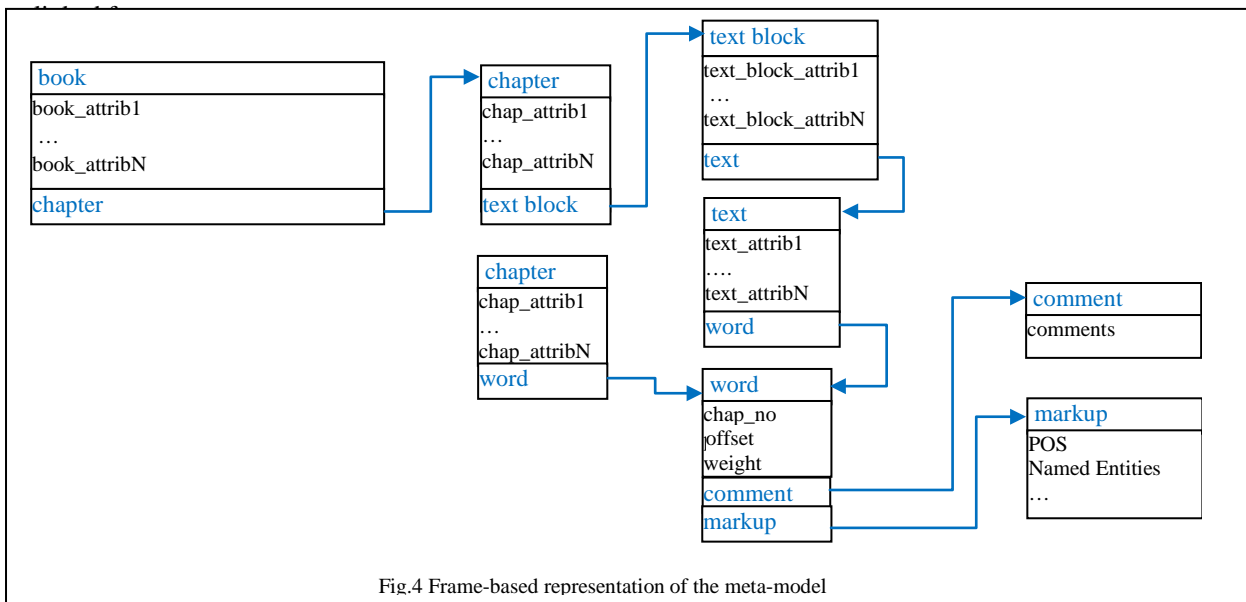 book
book_attrib1
…
book_attribN
chapter
chapter
chap_attrib1
…
chap_attribN
text block
text block
text_block_attrib1
…
text_block_attribN
text
text
text_attrib1
….
text_attribN
word
chapter
chap_attrib1
…
chap_attribN
word
word
chap_no
offset
weight
comment
markup
comment
comments
markup
POS
Named Entities
…
Fig.4 Frame-based representation of the meta-model